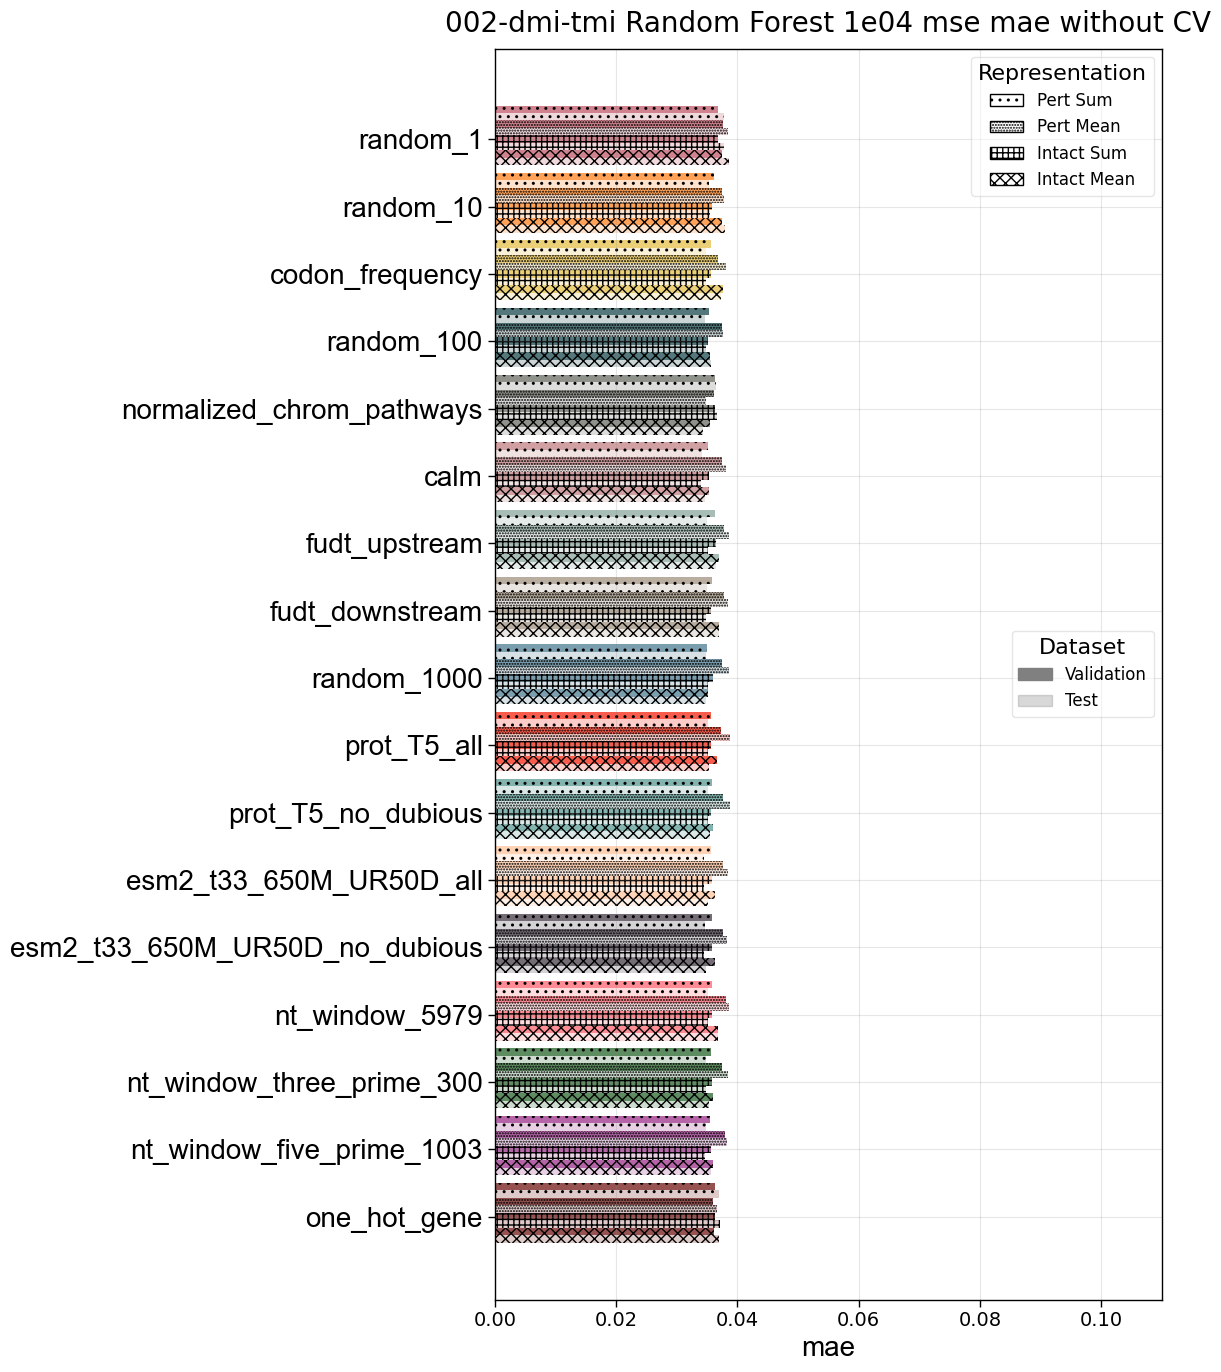 002-dmi-tmi Random Forest 1e04 mse mae without CV
Representation
Pert Sum
Pert Mean
Intact Sum
Intact Mean
random_1
random_10
codon_frequency
random_100
normalized_chrom_pathways
calm
fudt_upstream
fudt_downstream
random_1000
prot_T5_all
prot_T5_no_dubious
esm2_t33_650M_UR50D_all
esm2_t33_650M_UR50D_no_dubious
nt_window_5979
nt_window_three_prime_300
nt_window_five_prime_1003
one_hot_gene
Dataset
Validation
Test
0.00 0.02 0.04 0.06 0.08 0.10
mae